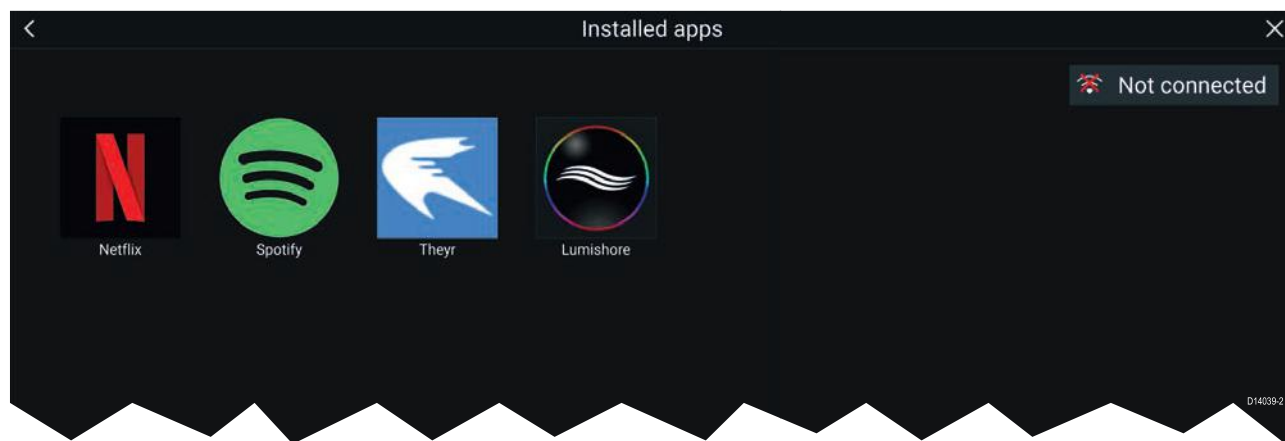 Installed apps
Not connected
Netflix
Spotify
Theyr
Lumishore
D14039-2